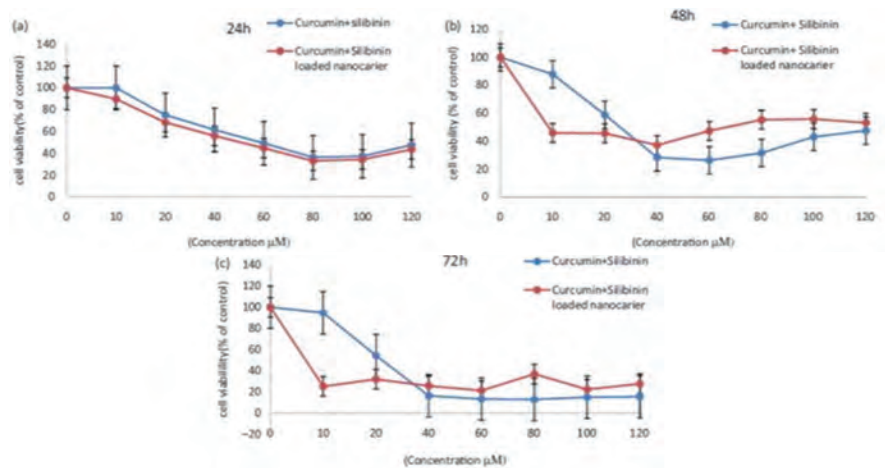 (a)
24h
Curcumin+silibinin
Curcumin+Silibinin
loaded nanocarier
cell viability(% of control)
140
120
100
80
60
40
20
0
0 10 20 40 60 80 100 120
(Concentration μM)
(b)
48h
Curcumin+ Silibinin
Curcumin+ Silibinin
loaded nanocarier
cell viability (% of control)
120
100
80
60
40
20
0
0 10 20 40 60 80 100 120
(Concentration μM)
(c)
72h
Curcumin+Silibinin
Curcumin+Silibinin
loaded nanocarier
cell viability(% of control)
140
120
100
80
60
40
20
0
−20
0 10 20 40 60 80 100 120
(Concentration μM)